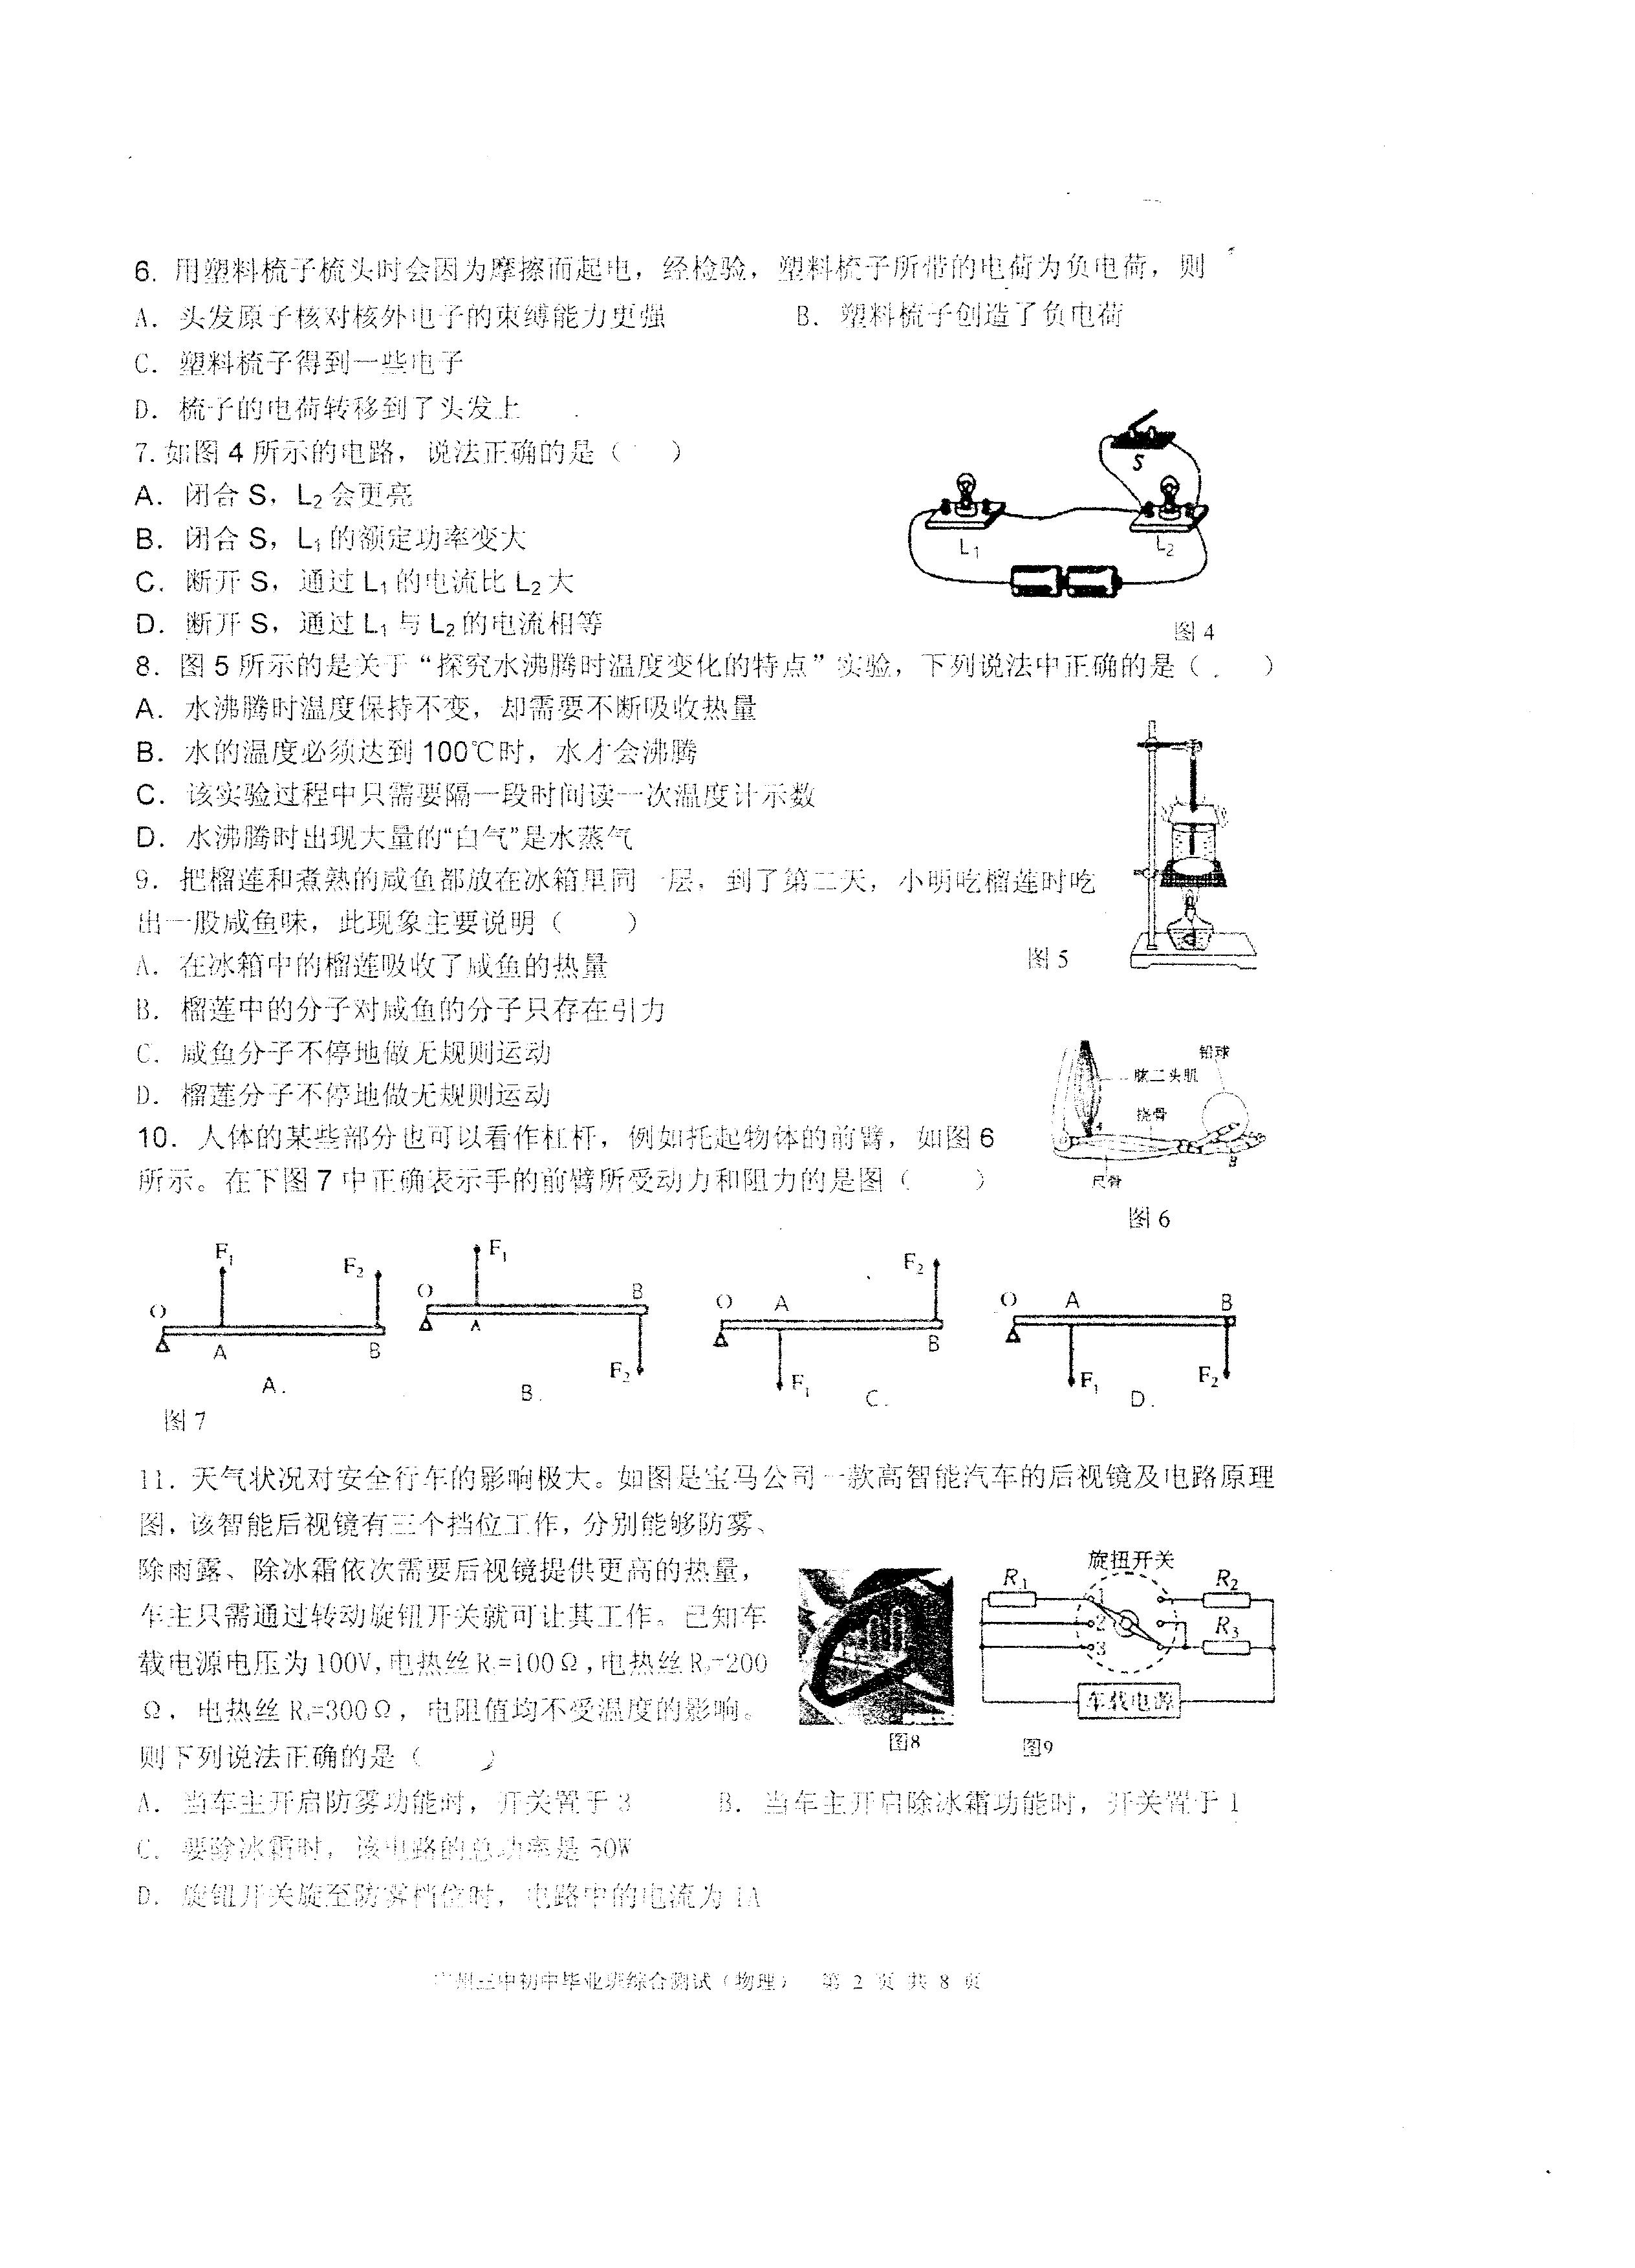 6. 用塑料梳子梳头时会因为摩擦而起电，经检验，塑料梳子所带的电荷为负电荷，则
A. 头发原子核对核外电子的束缚能力更强 B. 塑料梳子创造了负电荷
C. 塑料梳子得到一些电子
D. 梳子的电荷转移到了头发上
7. 如图 4 所示的电路，说法正确的是（ ）
A. 闭合 S，L₂会更亮
B. 闭合 S，L₁的额定功率变大
C. 断开 S，通过 L₁的电流比 L₂大
D. 断开 S，通过 L₁与 L₂的电流相等
S
L₁
L₂
图 4
8. 图 5 所示的是关于“探究水沸腾时温度变化的特点”实验，下列说法中正确的是（ ）
A. 水沸腾时温度保持不变，却需要不断吸收热量
B. 水的温度必须达到 100℃时，水才会沸腾
C. 该实验过程中只需要隔一段时间读一次温度计示数
D. 水沸腾时出现大量的“白气”是水蒸气
9. 把榴莲和煮熟的咸鱼都放在冰箱里同一层，到了第二天，小明吃榴莲时吃
出一股咸鱼味，此现象主要说明（ ）
图 5
A. 在冰箱中的榴莲吸收了咸鱼的热量
B. 榴莲中的分子对咸鱼的分子只存在引力
C. 咸鱼分子不停地做无规则运动
D. 榴莲分子不停地做无规则运动
10. 人体的某些部分也可以看作杠杆，例如托起物体的前臂，如图 6
所示。在下图 7 中正确表示手的前臂所受动力和阻力的是图（ ）
铅球
肱二头肌
桡骨
A
B
尺骨
图 6
O F₁ A F₂ B
A.
O F₁ A B F₂
B.
O A F₁ F₂ B
C.
O A F₁ B F₂
D.
图 7
11. 天气状况对安全行车的影响极大。如图是宝马公司一款高智能汽车的后视镜及电路原理
图，该智能后视镜有三个挡位工作，分别能够防雾、
除雨露、除冰霜依次需要后视镜提供更高的热量，
车主只需通过转动旋钮开关就可让其工作。已知车
载电源电压为 100V，电热丝 R₁=100Ω，电热丝 R₂=200
Ω，电热丝 R₃=300Ω，电阻值均不受温度的影响。
则下列说法正确的是（ ）
旋扭开关
R₁
R₂
R₃
1
2
3
车载电源
图8
图9
A. 当车主开启防雾功能时，开关置于 3 B. 当车主开启除冰霜功能时，开关置于 1
C. 要除冰霜时，该电路的总功率是 50W
D. 旋钮开关旋至防雾档位时，电路中的电流为 1A
广州三中初中毕业班综合测试（物理） 第 2 页 共 8 页